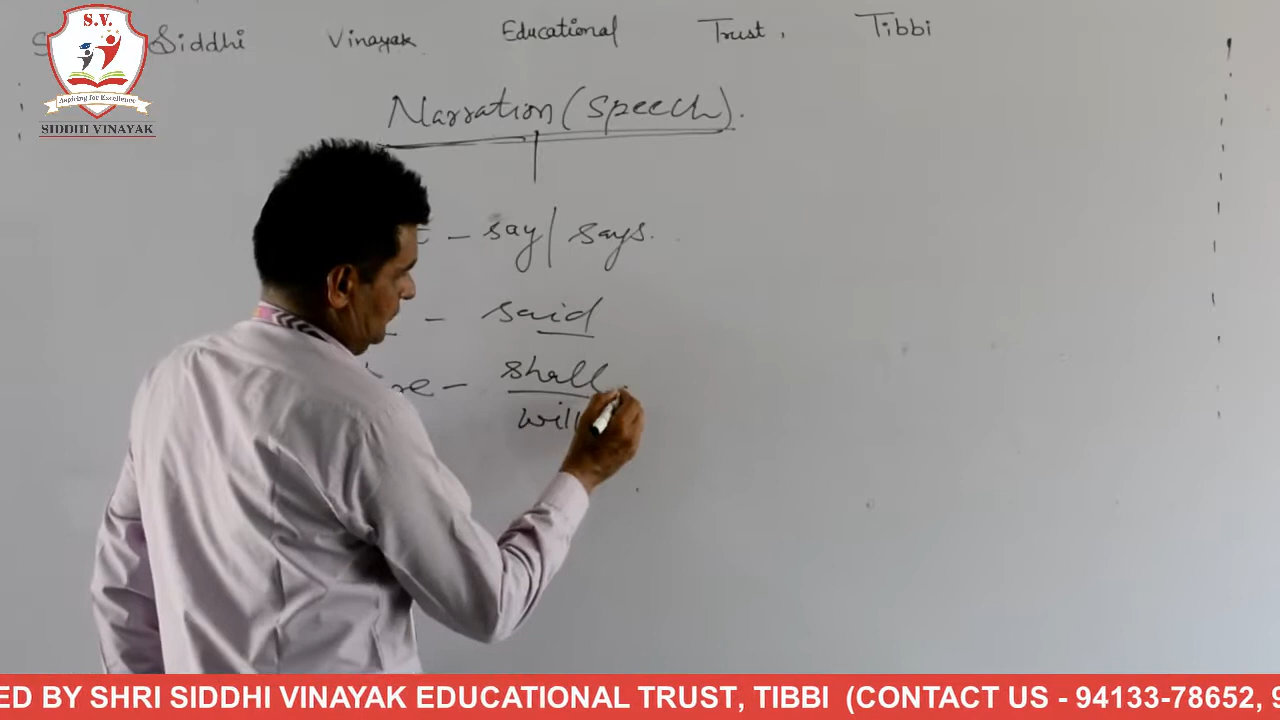 Siddhi Vinayak Educational Trust, Tibbi
S.V.
Aspiring for Excellence
SIDDHI VINAYAK
Narration (Speech).
- say / says.
- said
- shall
will
ED BY SHRI SIDDHI VINAYAK EDUCATIONAL TRUST, TIBBI (CONTACT US - 94133-78652, 9